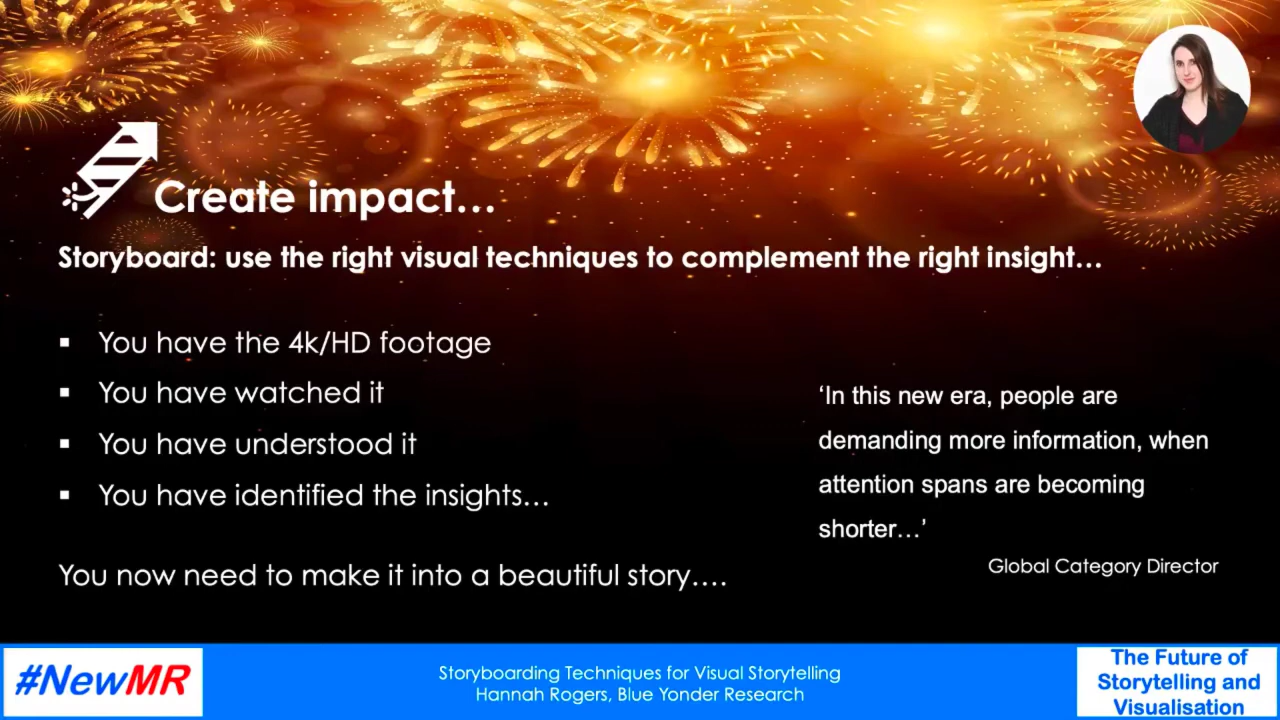 Create impact…
Storyboard: use the right visual techniques to complement the right insight…
▪ You have the 4k/HD footage
▪ You have watched it
▪ You have understood it
▪ You have identified the insights…
You now need to make it into a beautiful story….
‘In this new era, people are
demanding more information, when
attention spans are becoming
shorter…’
Global Category Director
#NewMR
Storyboarding Techniques for Visual Storytelling
Hannah Rogers, Blue Yonder Research
The Future of
Storytelling and
Visualisation